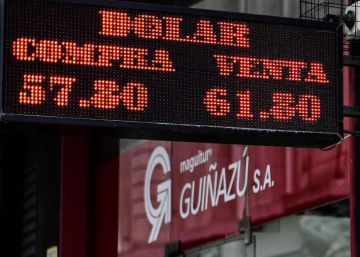 DOLAR
COMPRA VENTA
57.80 61.80
maguitur
GUIÑAZÚ S.A.